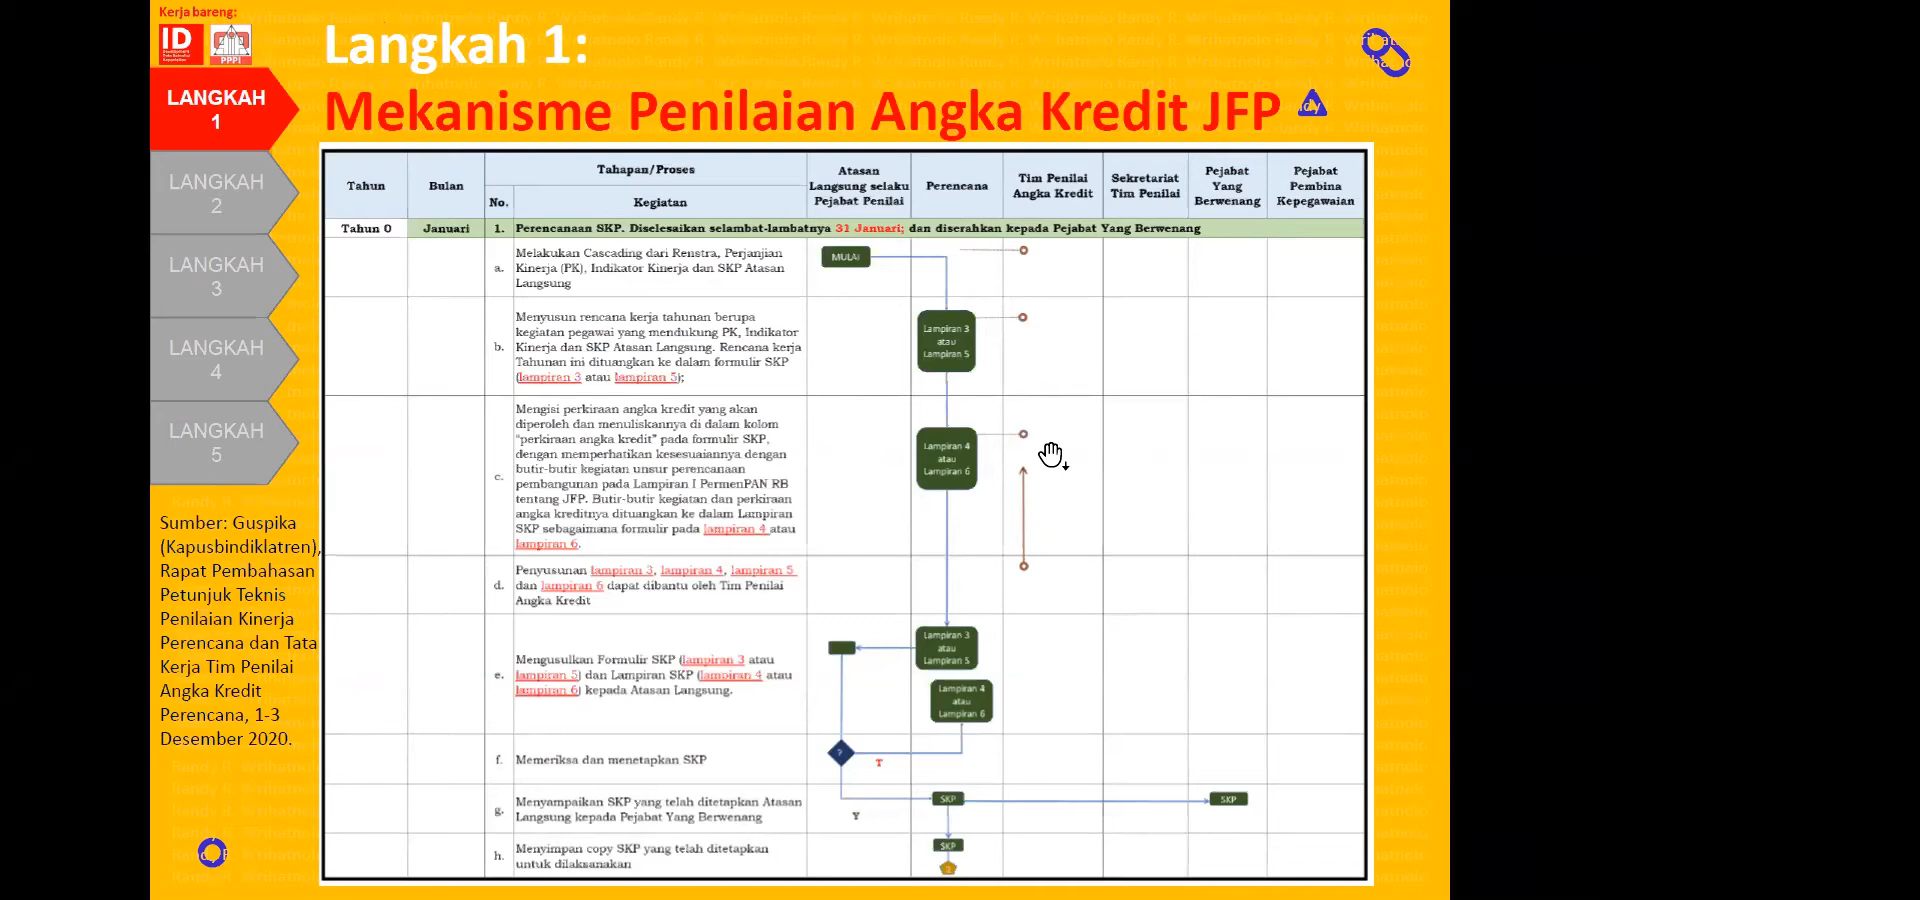 Kerja bareng:
ID
PPPI
Langkah 1:
Mekanisme Penilaian Angka Kredit JFP
LANGKAH
1
LANGKAH
2
LANGKAH
3
LANGKAH
4
LANGKAH
5
Sumber: Guspika
(Kapusbindiklatren),
Rapat Pembahasan
Petunjuk Teknis
Penilaian Kinerja
Perencana dan Tata
Kerja Tim Penilai
Angka Kredit
Perencana, 1-3
Desember 2020.
Tahun
Bulan
Tahapan/Proses
No.
Kegiatan
Atasan
Langsung selaku
Pejabat Penilai
Perencana
Tim Penilai
Angka Kredit
Sekretariat
Tim Penilai
Pejabat
Yang
Berwenang
Pejabat
Pembina
Kepegawaian
Tahun 0
Januari
1. Perencanaan SKP. Diselesaikan selambat-lambatnya 31 Januari; dan diserahkan kepada Pejabat Yang Berwenang
a.
Melakukan Cascading dari Renstra, Perjanjian
Kinerja (PK), Indikator Kinerja dan SKP Atasan
Langsung
MULAI
b.
Menyusun rencana kerja tahunan berupa
kegiatan pegawai yang mendukung PK, Indikator
Kinerja dan SKP Atasan Langsung. Rencana kerja
Tahunan ini dituangkan ke dalam formulir SKP
(lampiran 3 atau lampiran 5);
Lampiran 3
atau
Lampiran 5
c.
Mengisi perkiraan angka kredit yang akan
diperoleh dan menuliskannya di dalam kolom
"perkiraan angka kredit" pada formulir SKP,
dengan memperhatikan kesesuaiannya dengan
butir-butir kegiatan unsur perencanaan
pembangunan pada Lampiran I PermenPAN RB
tentang JFP. Butir-butir kegiatan dan perkiraan
angka kreditnya dituangkan ke dalam Lampiran
SKP sebagaimana formulir pada lampiran 4 atau
lampiran 6.
Lampiran 4
atau
Lampiran 6
d.
Penyusunan lampiran 3, lampiran 4, lampiran 5
dan lampiran 6 dapat dibantu oleh Tim Penilai
Angka Kredit
e.
Mengusulkan Formulir SKP (lampiran 3 atau
lampiran 5) dan Lampiran SKP (lampiran 4 atau
lampiran 6) kepada Atasan Langsung.
Lampiran 3
atau
Lampiran 5
Lampiran 4
atau
Lampiran 6
f.
Memeriksa dan menetapkan SKP
?
T
g.
Menyampaikan SKP yang telah ditetapkan Atasan
Langsung kepada Pejabat Yang Berwenang
Y
SKP
SKP
h.
Menyimpan copy SKP yang telah ditetapkan
untuk dilaksanakan
SKP